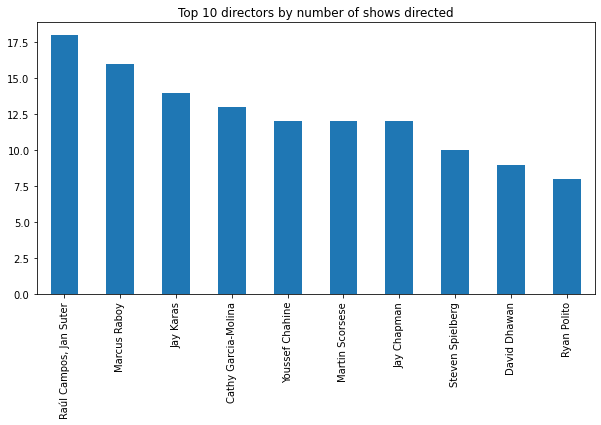 Top 10 directors by number of shows directed
17.5
15.0
12.5
10.0
7.5
5.0
2.5
0.0
Raúl Campos, Jan Suter
Marcus Raboy
Jay Karas
Cathy Garcia-Molina
Youssef Chahine
Martin Scorsese
Jay Chapman
Steven Spielberg
David Dhawan
Ryan Polito